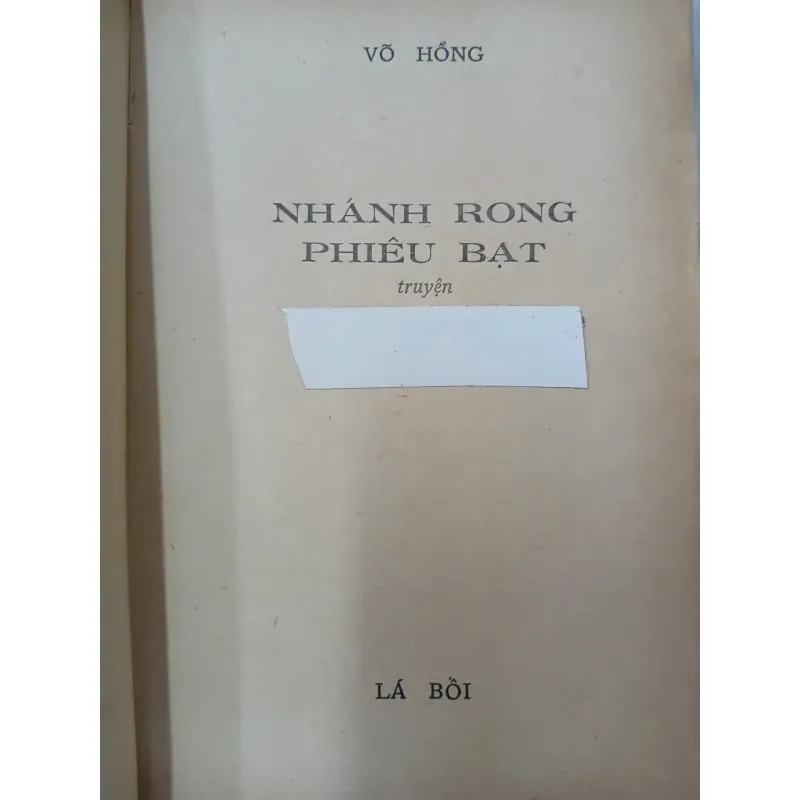 VÕ HỒNG
NHÁNH RONG
PHIÊU BẠT
truyện
LÁ BỐI